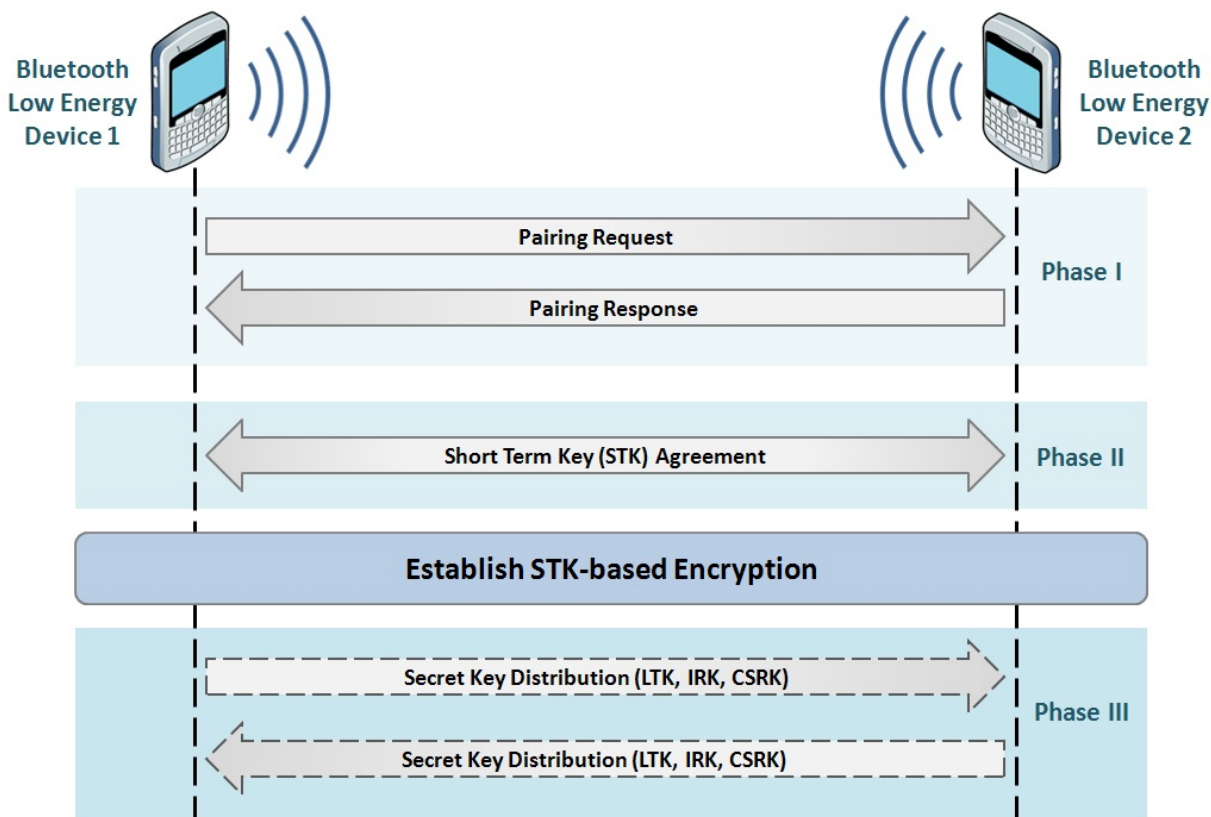 Bluetooth
Low Energy
Device 1
Bluetooth
Low Energy
Device 2
Pairing Request
Phase I
Pairing Response
Short Term Key (STK) Agreement
Phase II
Establish STK-based Encryption
Secret Key Distribution (LTK, IRK, CSRK)
Phase III
Secret Key Distribution (LTK, IRK, CSRK)